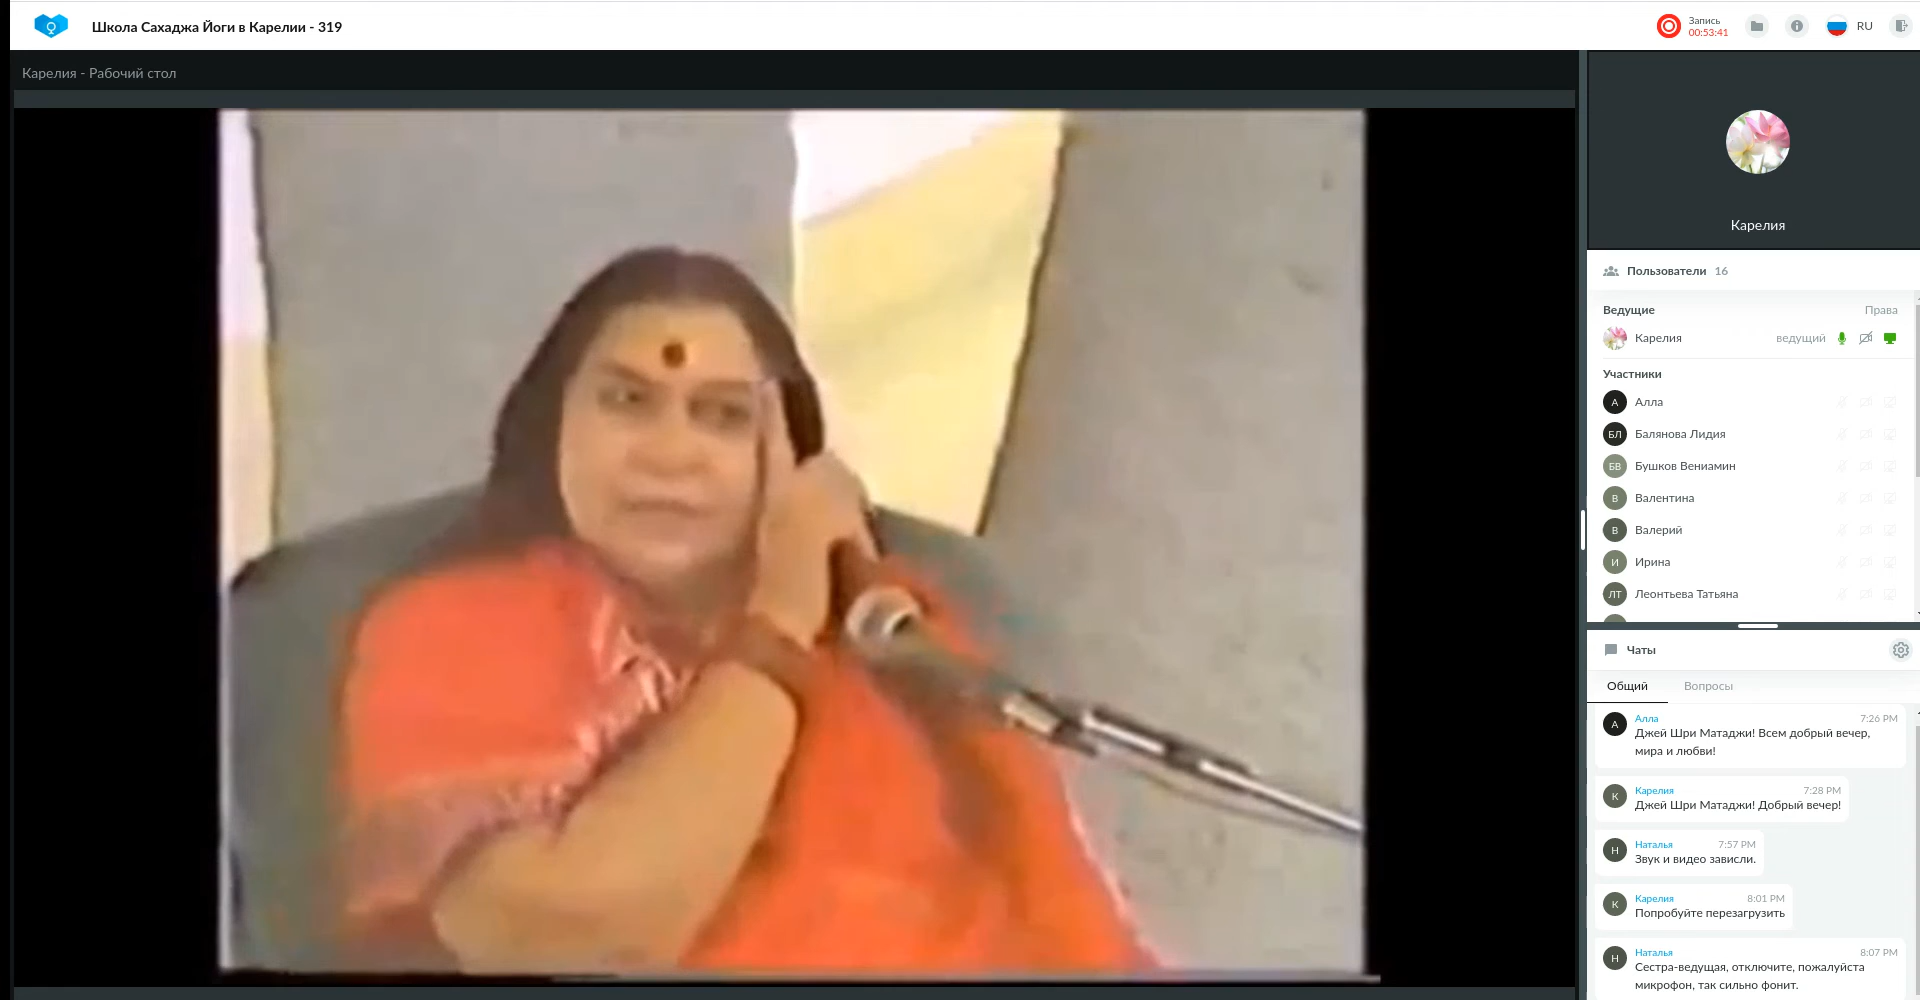 Школа Сахаджа Йоги в Карелии - 319
Запись
00:53:41
RU
Карелия - Рабочий стол
Карелия
Пользователи 16
Ведущие Права
Карелия ведущий
Участники
А Алла
БЛ Балянова Лидия
БВ Бушков Вениамин
В Валентина
В Валерий
И Ирина
ЛТ Леонтьева Татьяна
Чаты
Общий Вопросы
А Алла 7:26 PM
Джей Шри Матаджи! Всем добрый вечер,
мира и любви!
К Карелия 7:28 PM
Джей Шри Матаджи! Добрый вечер!
Н Наталья 7:57 PM
Звук и видео зависли.
К Карелия 8:01 PM
Попробуйте перезагрузить
Н Наталья 8:07 PM
Сестра-ведущая, отключите, пожалуйста
микрофон, так сильно фонит.